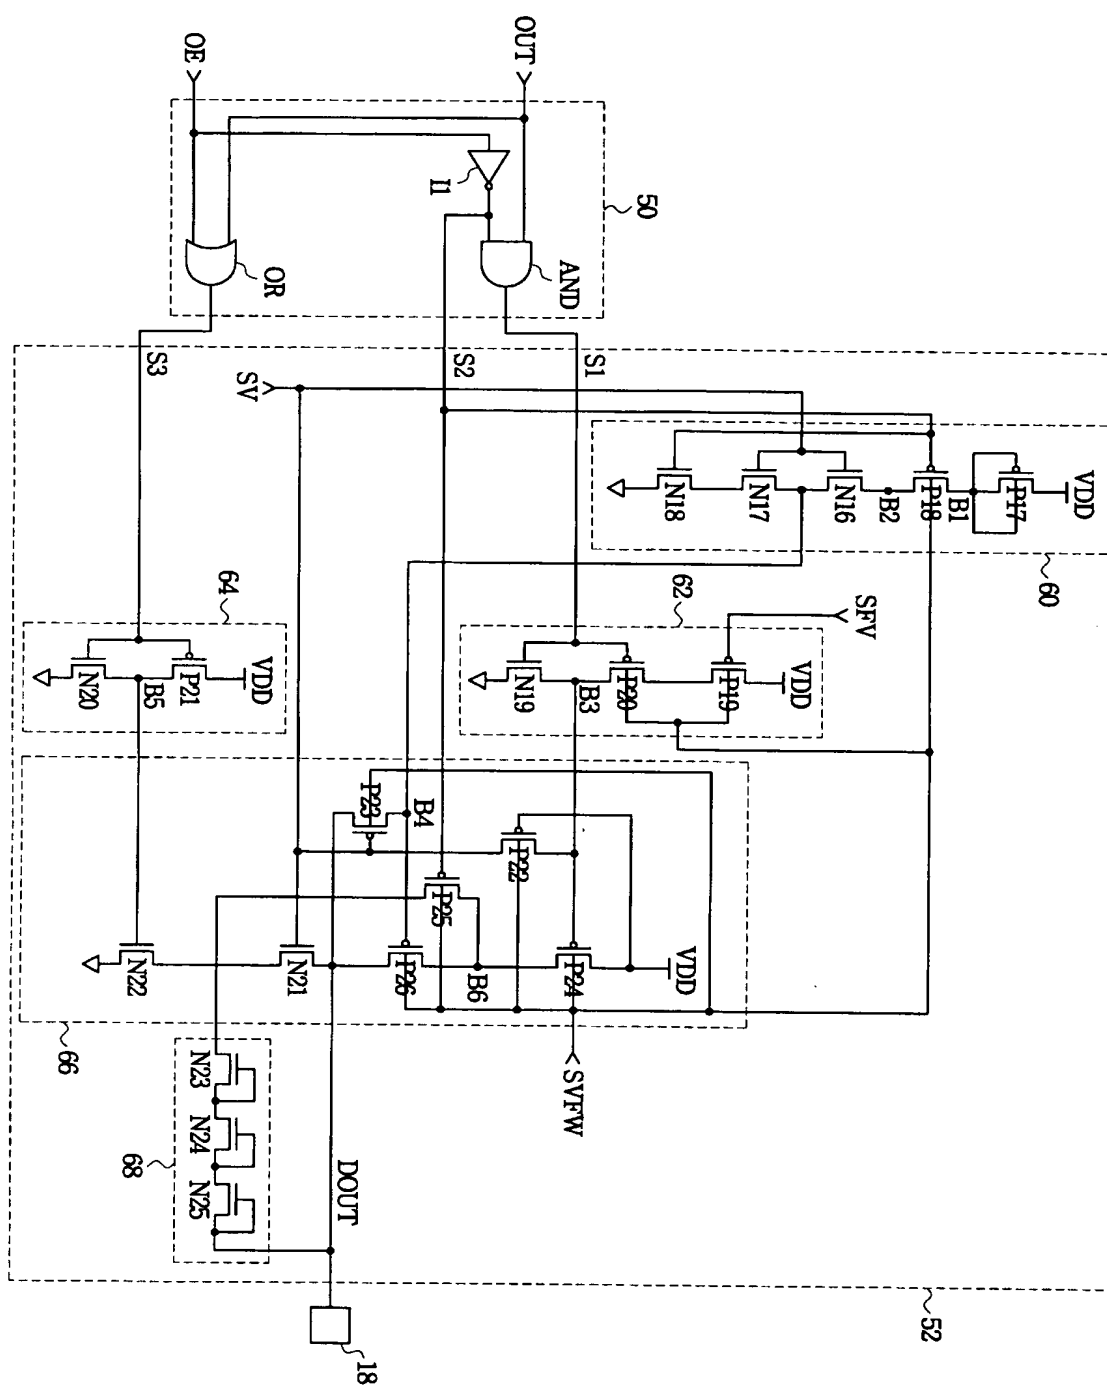 OE
OUT
I1
50
OR
AND
S3
S2
S1
SV
N18
N17
N16
B2
P18
B1
P17
VDD
60
64
62
SFV
N20
B5
P21
VDD
N19
B3
P20
P19
VDD
P23
B4
P22
P25
N22
N21
P26
B6
P24
VDD
66
N23
N24
N25
68
SVFW
DOUT
52
18